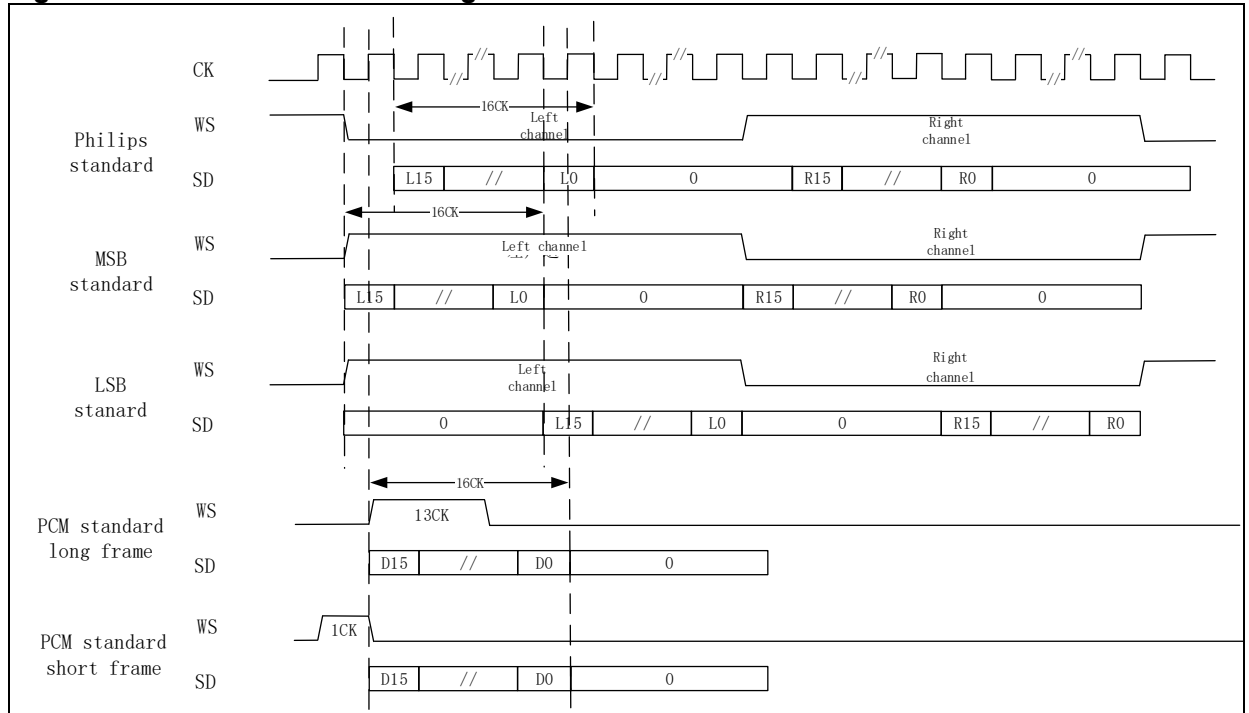 CK
//
//
//
//
//
//
//
//
16CK
Philips
standard
WS
Left
channel
Right
channel
SD
L15
//
L0
0
R15
//
R0
0
16CK
MSB
standard
WS
Left channel
Right
channel
SD
L15
//
L0
0
R15
//
R0
0
LSB
stanard
WS
Left
channel
Right
channel
SD
0
L15
//
L0
0
R15
//
R0
16CK
PCM standard
long frame
WS
13CK
SD
D15
//
D0
0
PCM standard
short frame
WS
1CK
SD
D15
//
D0
0